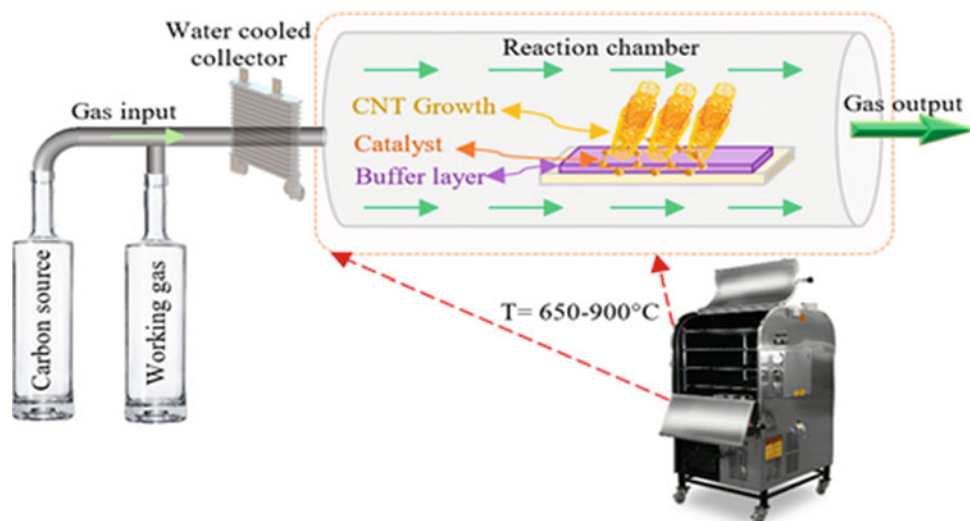 Water cooled
collector
Reaction chamber
Gas input
CNT Growth
Gas output
Catalyst
Buffer layer
Carbon source
Working gas
T= 650-900°C